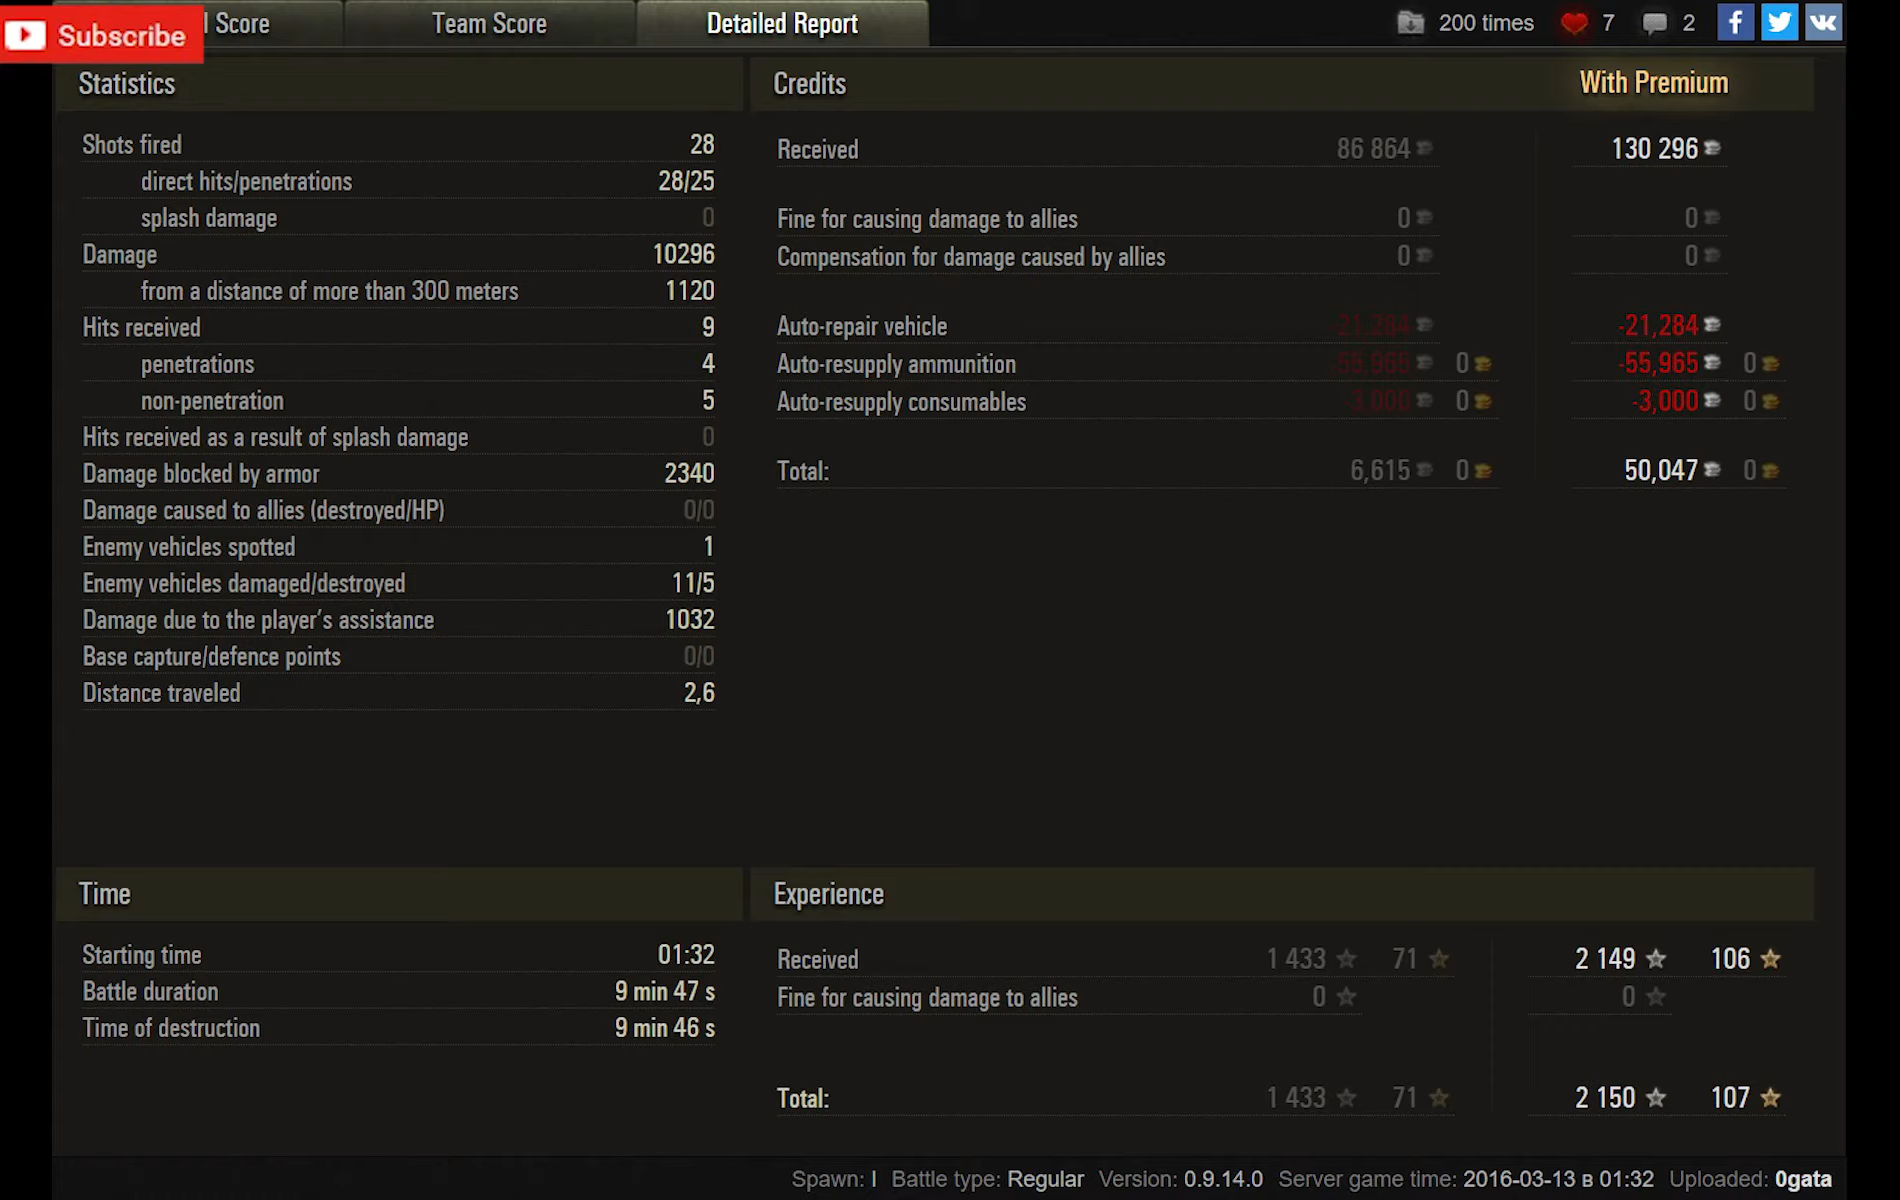 Subscribe
l Score
Team Score
Detailed Report
200 times
7
2
Statistics
Shots fired 28
direct hits/penetrations 28/25
splash damage 0
Damage 10296
from a distance of more than 300 meters 1120
Hits received 9
penetrations 4
non-penetration 5
Hits received as a result of splash damage 0
Damage blocked by armor 2340
Damage caused to allies (destroyed/HP) 0/0
Enemy vehicles spotted 1
Enemy vehicles damaged/destroyed 11/5
Damage due to the player's assistance 1032
Base capture/defence points 0/0
Distance traveled 2,6
Credits With Premium
Received 86 864 130 296
Fine for causing damage to allies 0 0
Compensation for damage caused by allies 0 0
Auto-repair vehicle -21,284 -21,284
Auto-resupply ammunition -55,965 0 -55,965 0
Auto-resupply consumables -3,000 0 -3,000 0
Total: 6,615 0 50,047 0
Time
Starting time 01:32
Battle duration 9 min 47 s
Time of destruction 9 min 46 s
Experience
Received 1 433 71 2 149 106
Fine for causing damage to allies 0 0
Total: 1 433 71 2 150 107
Spawn: I Battle type: Regular Version: 0.9.14.0 Server game time: 2016-03-13 в 01:32 Uploaded: 0gata